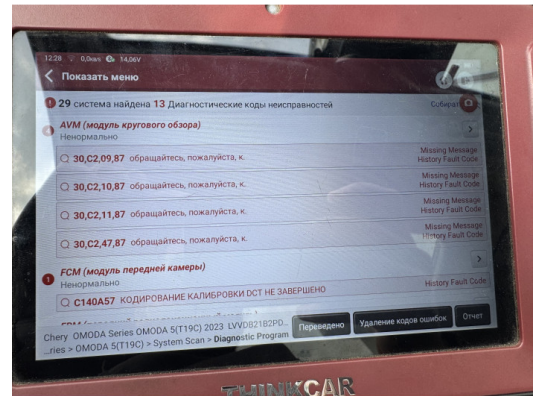 12:28 0,0km 14,06V
Показать меню
29 система найдена 13 Диагностические коды неисправностей
AVM (модуль кругового обзора)
Ненормально
30,C2,09,87 обращайтесь, пожалуйста, к. Missing Message
History Fault Code
30,C2,10,87 обращайтесь, пожалуйста, к. Missing Message
History Fault Code
30,C2,11,87 обращайтесь, пожалуйста, к. Missing Message
History Fault Code
30,C2,47,87 обращайтесь, пожалуйста, к. Missing Message
History Fault Code
1 FCM (модуль передней камеры)
Ненормально
C140A57 КОДИРОВАНИЕ КАЛИБРОВКИ DCT НЕ ЗАВЕРШЕНО History Fault Code
Chery OMODA Series OMODA 5(T19C) 2023 LVVDB21B2PD...
...ries > OMODA 5(T19C) > System Scan > Diagnostic Program
Переведено Удаление кодов ошибок Отчет
THINKCAR